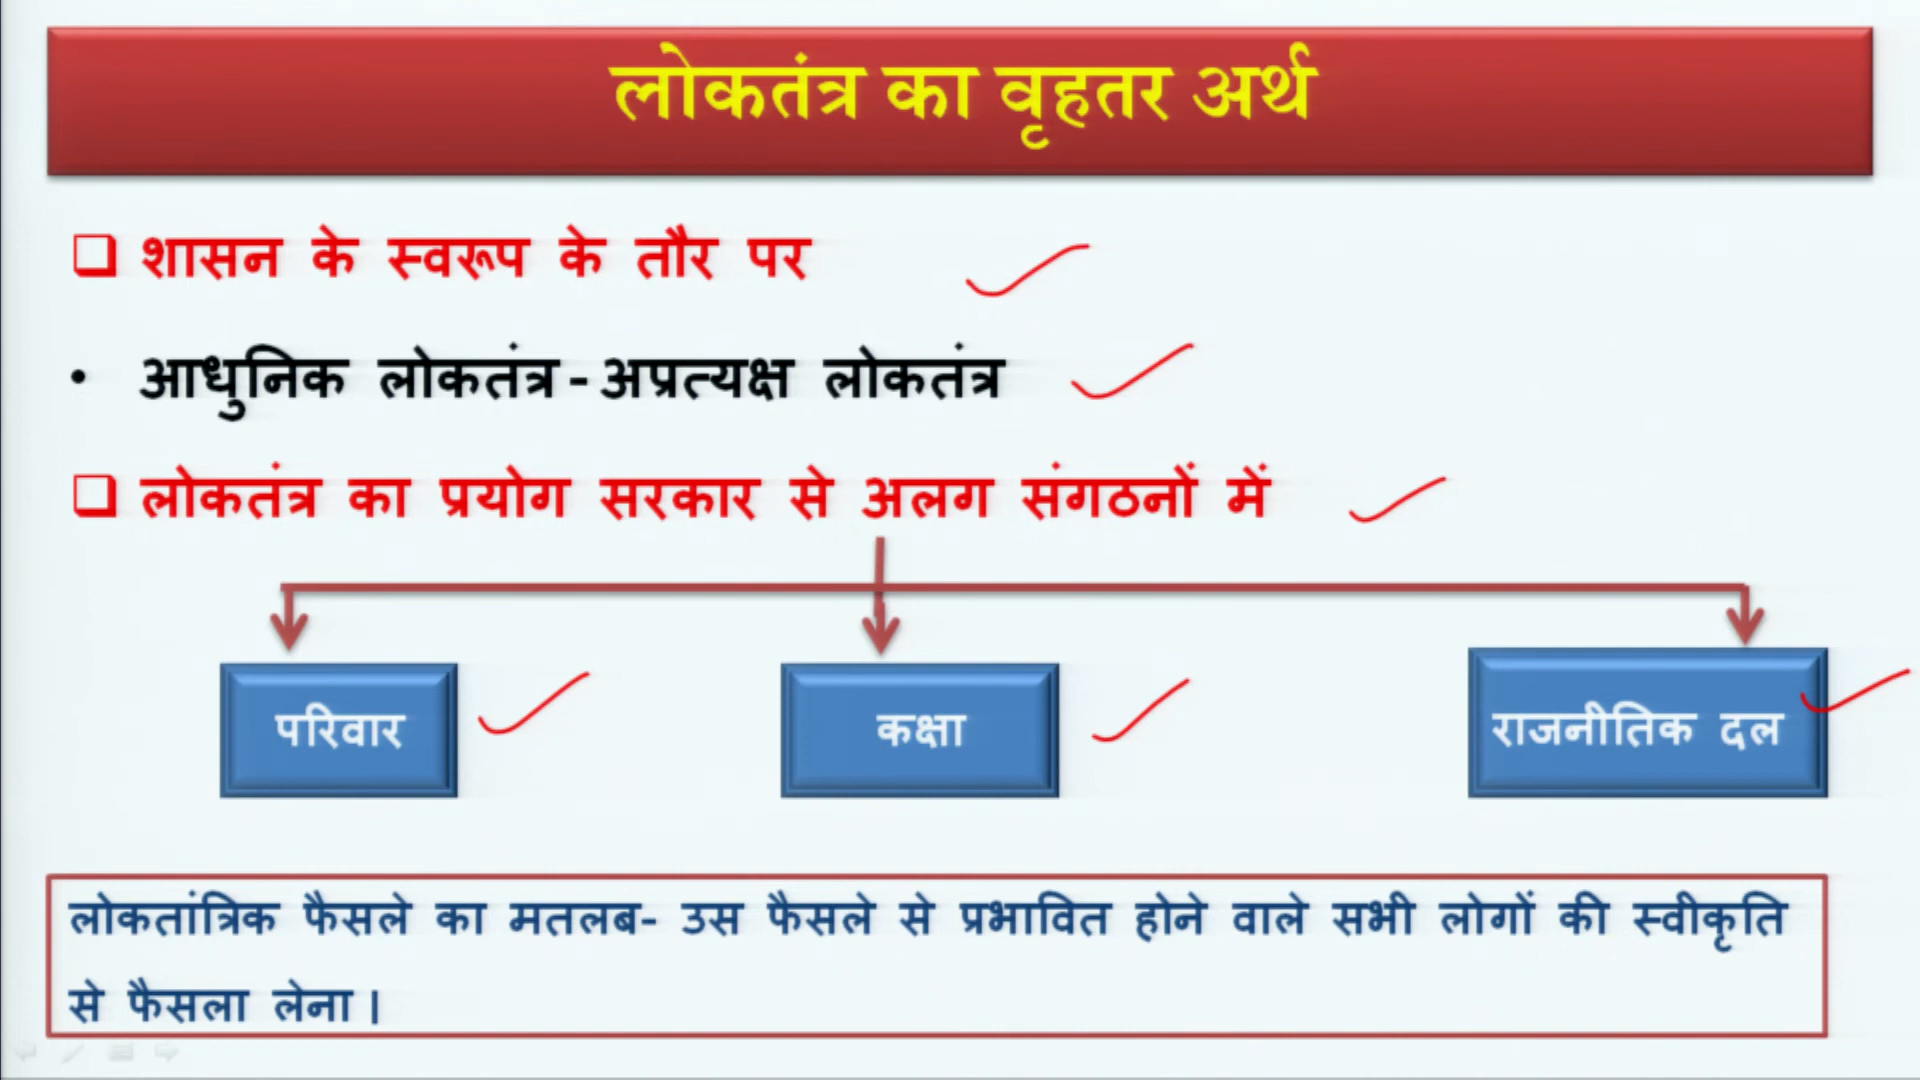 लोकतंत्र का वृहतर अर्थ
शासन के स्वरूप के तौर पर
• आधुनिक लोकतंत्र - अप्रत्यक्ष लोकतंत्र
लोकतंत्र का प्रयोग सरकार से अलग संगठनों में
परिवार
कक्षा
राजनीतिक दल
लोकतांत्रिक फैसले का मतलब- उस फैसले से प्रभावित होने वाले सभी लोगों की स्वीकृति
से फैसला लेना।